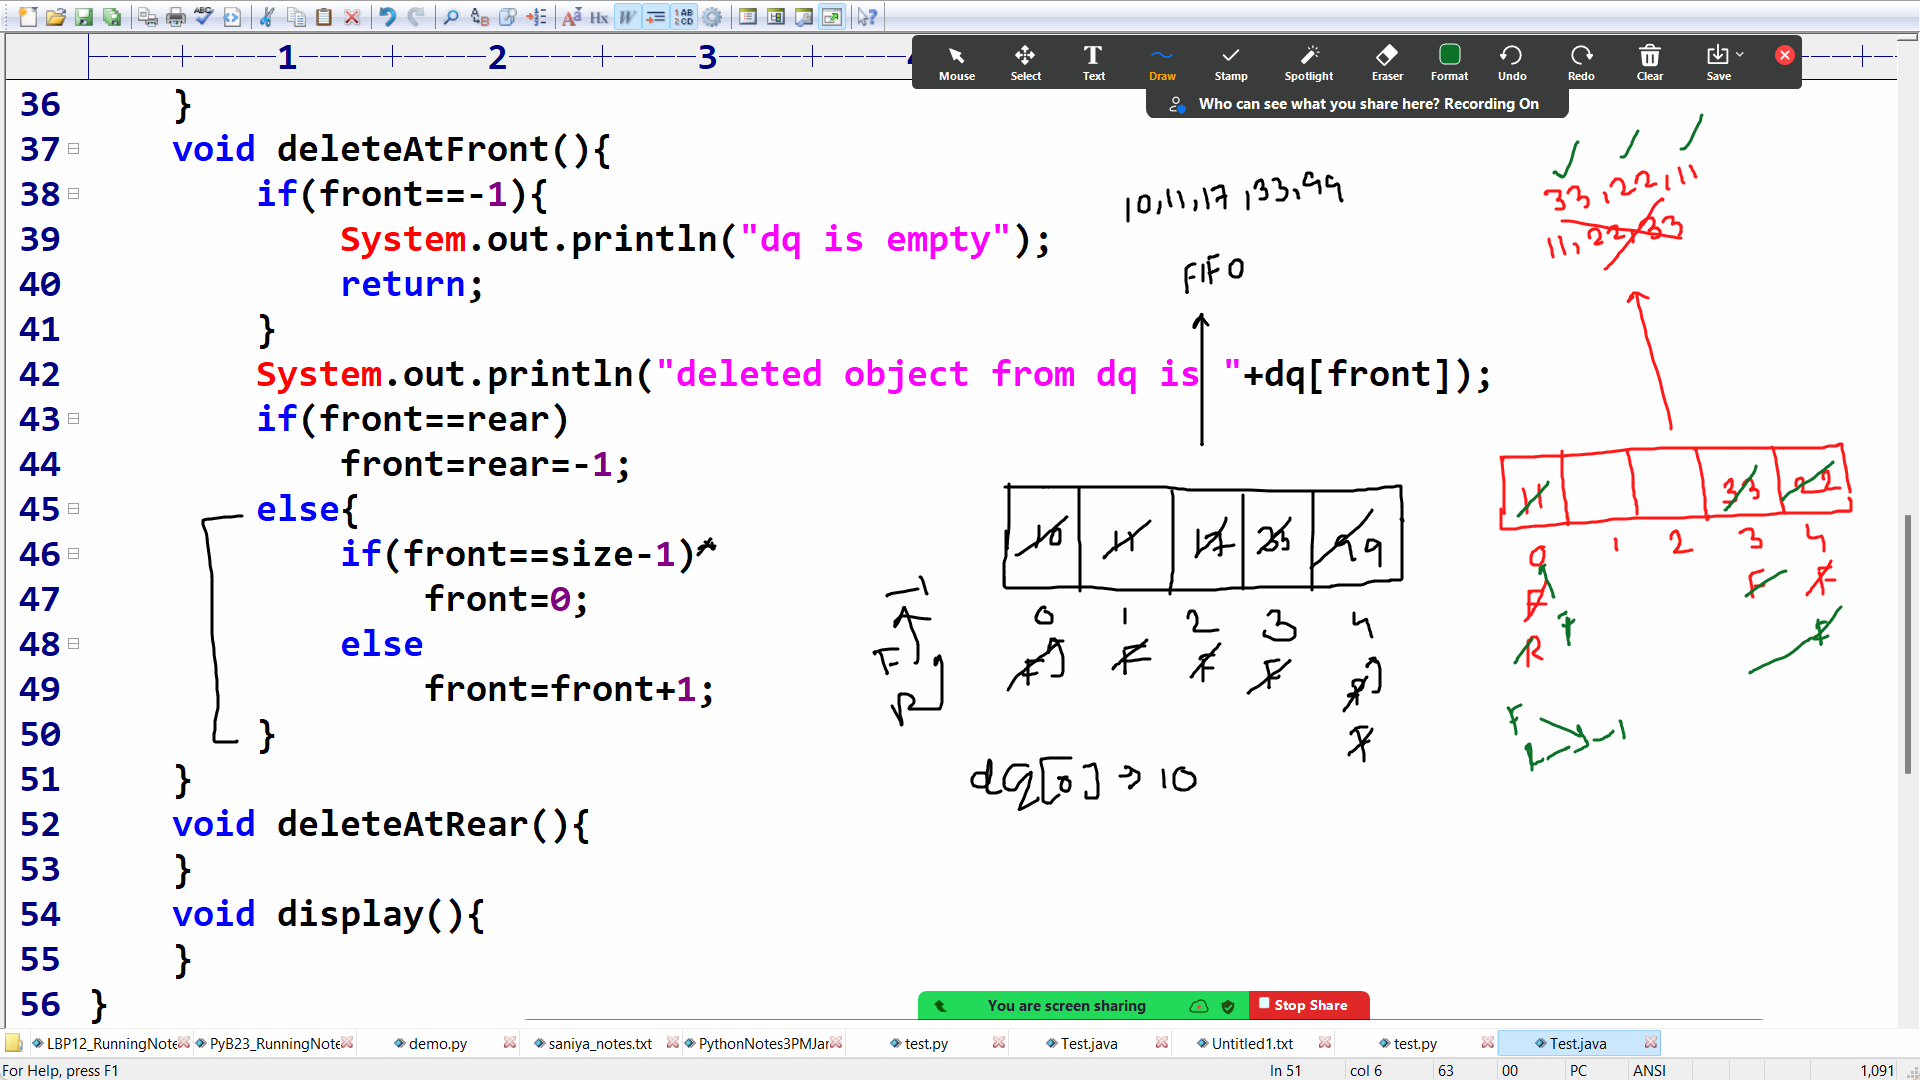 1 2 3
Mouse Select Text Draw Stamp Spotlight Eraser Format Undo Redo Clear Save
Who can see what you share here? Recording On
36 }
37 void deleteAtFront(){
38 if(front==-1){
39 System.out.println("dq is empty");
40 return;
41 }
42 System.out.println("deleted object from dq is "+dq[front]);
43 if(front==rear)
44 front=rear=-1;
45 else{
46 if(front==size-1)
47 front=0;
48 else
49 front=front+1;
50 }
51 }
52 void deleteAtRear(){
53 }
54 void display(){
55 }
56 }
10,11,17,33,99
FIFO
10 11 17 33 99
0 1 2 3 4
F F F F F
F
-1
F
R
dq[0] → 10
33,22,11
11,22,33
11 33 22
0 1 2 3 4
F F F
R F F
F
R -1
You are screen sharing Stop Share
LBP12_RunningNote PyB23_RunningNote demo.py saniya_notes.txt PythonNotes3PMJar test.py Test.java Untitled1.txt test.py Test.java
For Help, press F1 ln 51 col 6 63 00 PC ANSI 1,091